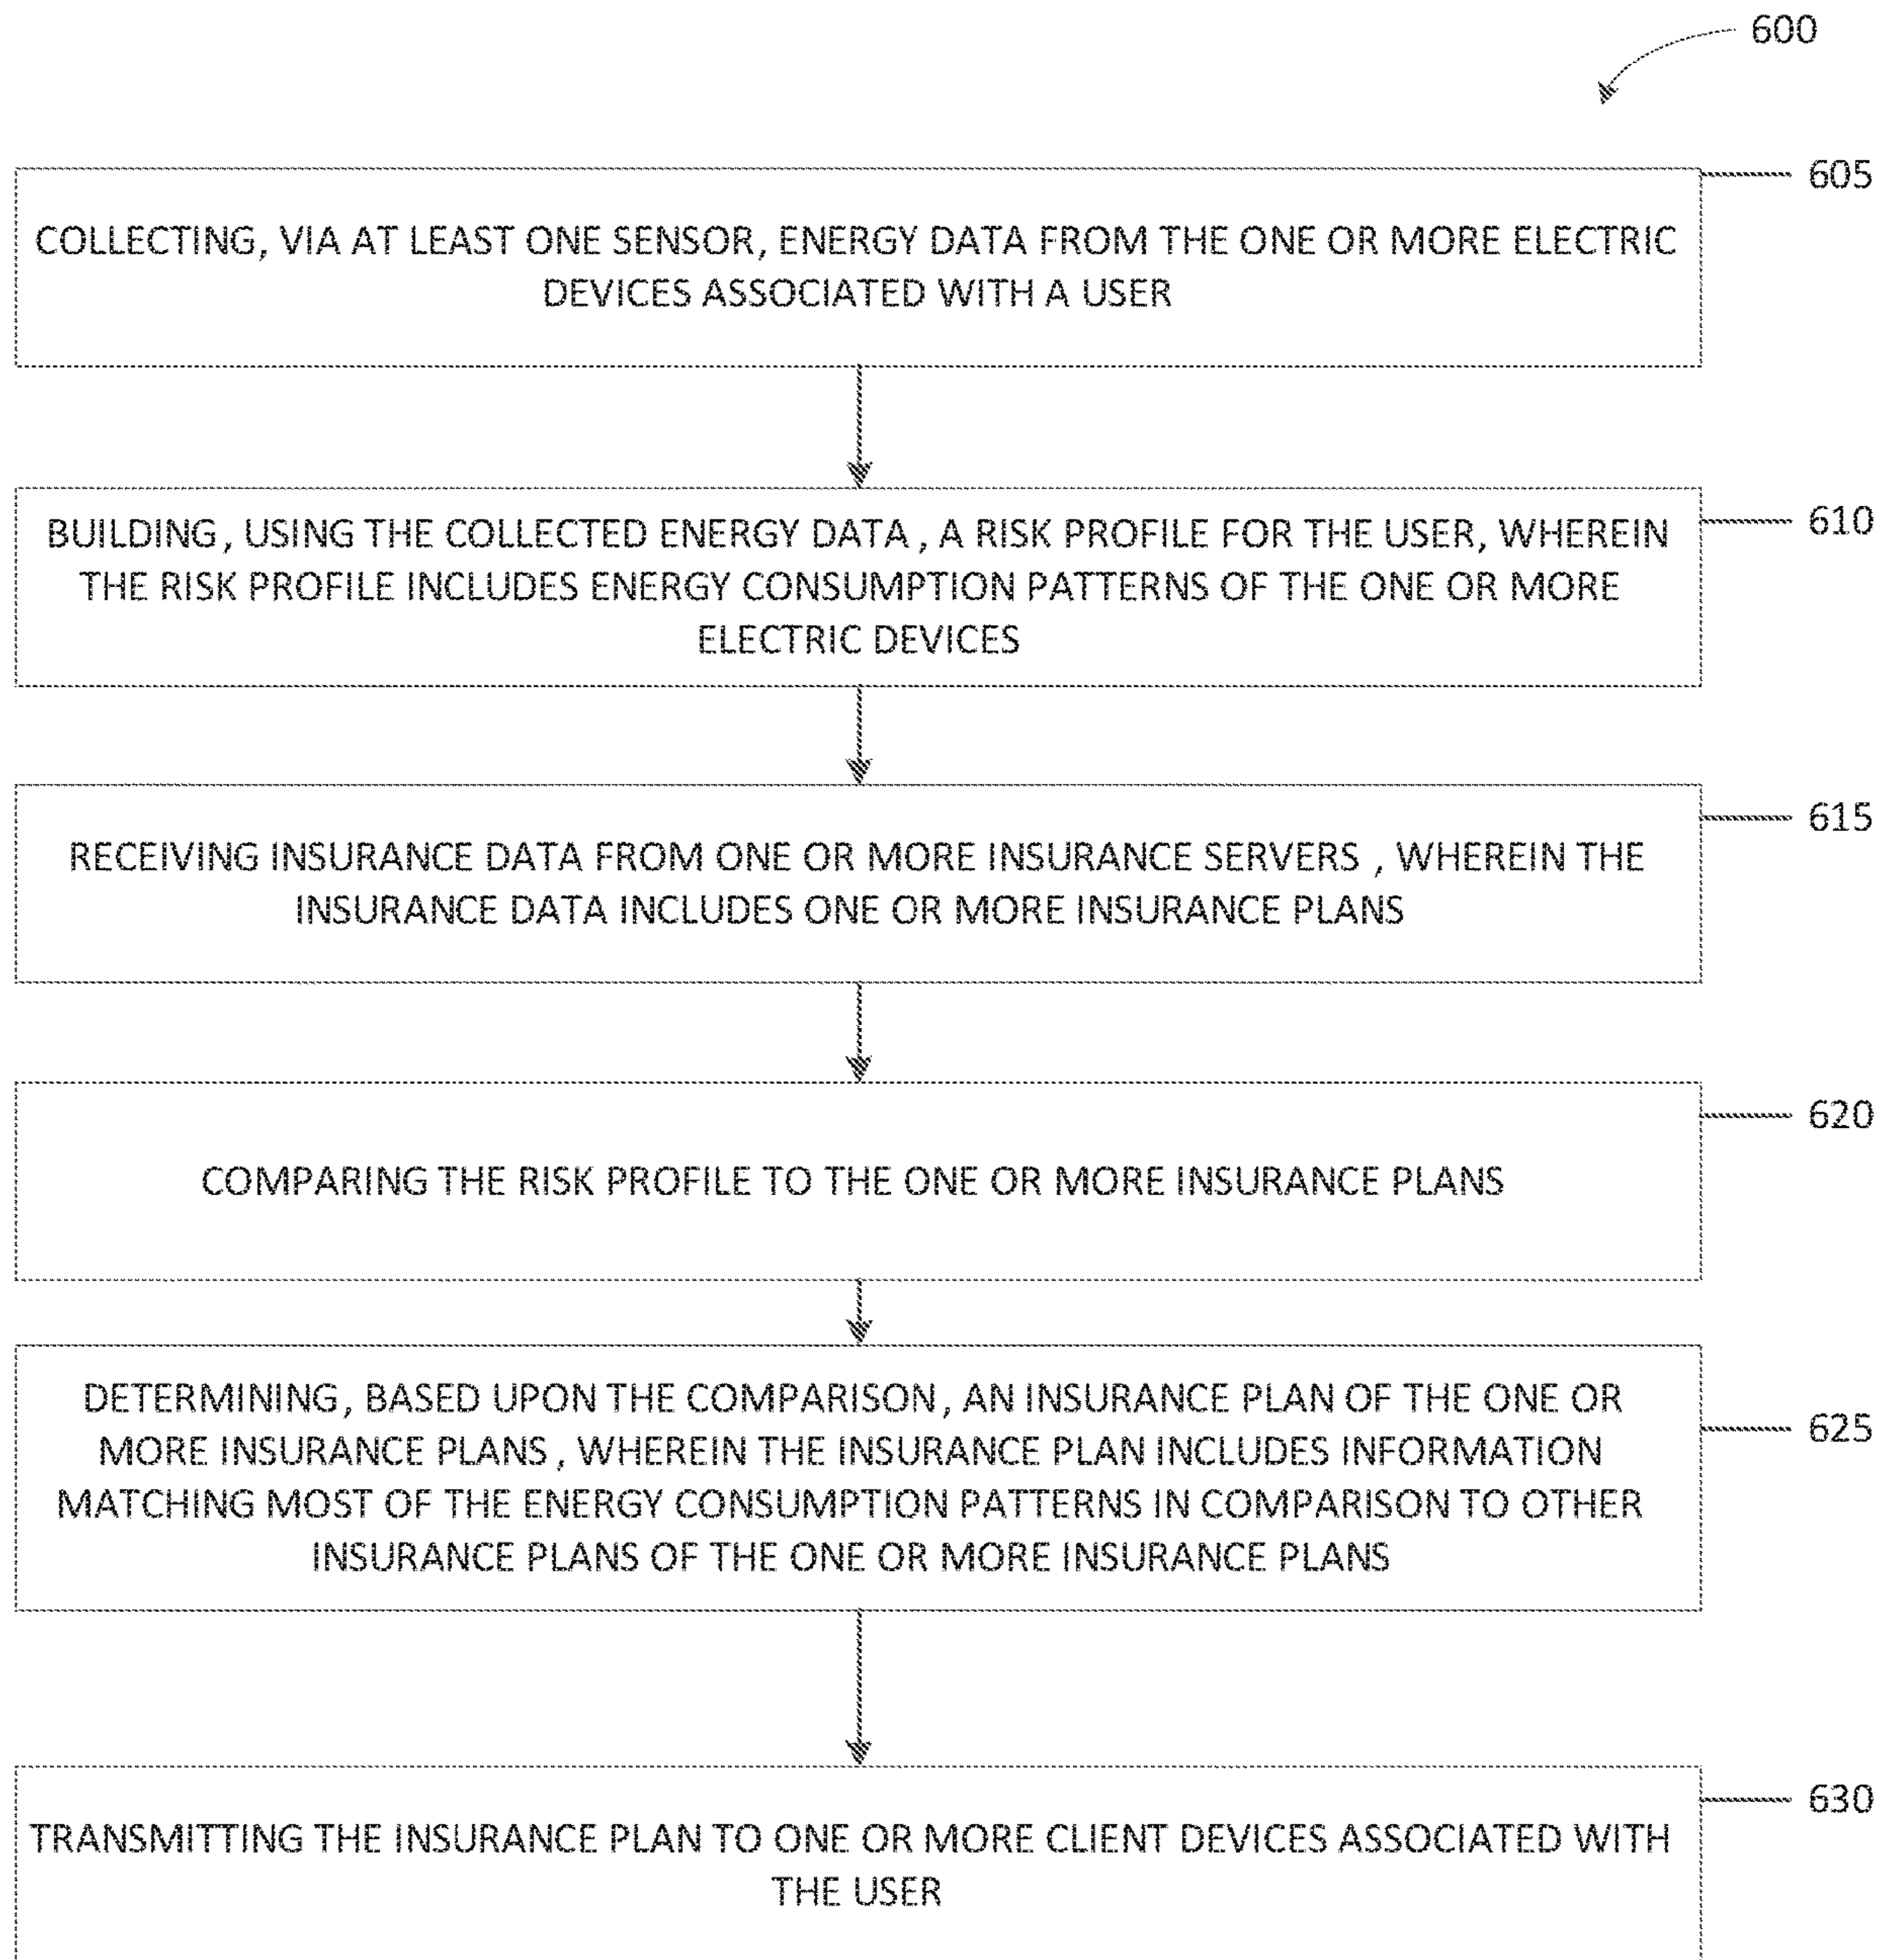 600
605
COLLECTING, VIA AT LEAST ONE SENSOR, ENERGY DATA FROM THE ONE OR MORE ELECTRIC
DEVICES ASSOCIATED WITH A USER
610
BUILDING, USING THE COLLECTED ENERGY DATA , A RISK PROFILE FOR THE USER, WHEREIN
THE RISK PROFILE INCLUDES ENERGY CONSUMPTION PATTERNS OF THE ONE OR MORE
ELECTRIC DEVICES
615
RECEIVING INSURANCE DATA FROM ONE OR MORE INSURANCE SERVERS , WHEREIN THE
INSURANCE DATA INCLUDES ONE OR MORE INSURANCE PLANS
620
COMPARING THE RISK PROFILE TO THE ONE OR MORE INSURANCE PLANS
625
DETERMINING, BASED UPON THE COMPARISON, AN INSURANCE PLAN OF THE ONE OR
MORE INSURANCE PLANS , WHEREIN THE INSURANCE PLAN INCLUDES INFORMATION
MATCHING MOST OF THE ENERGY CONSUMPTION PATTERNS IN COMPARISON TO OTHER
INSURANCE PLANS OF THE ONE OR MORE INSURANCE PLANS
630
TRANSMITTING THE INSURANCE PLAN TO ONE OR MORE CLIENT DEVICES ASSOCIATED WITH
THE USER